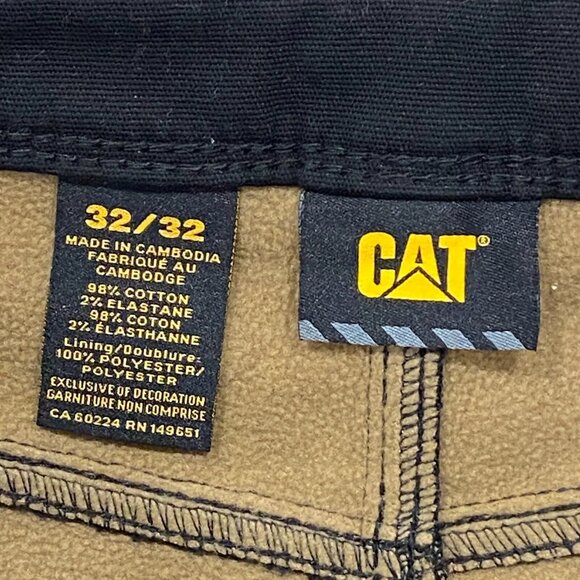 32/32
MADE IN CAMBODIA
FABRIQUÉ AU
CAMBODGE
98% COTTON
2% ELASTANE
98% COTON
2% ÉLASTHANNE
Lining/Doublure:
100% POLYESTER/
POLYESTER
EXCLUSIVE OF DECORATION
GARNITURE NON COMPRISE
CA 60224 RN 149651
CAT®